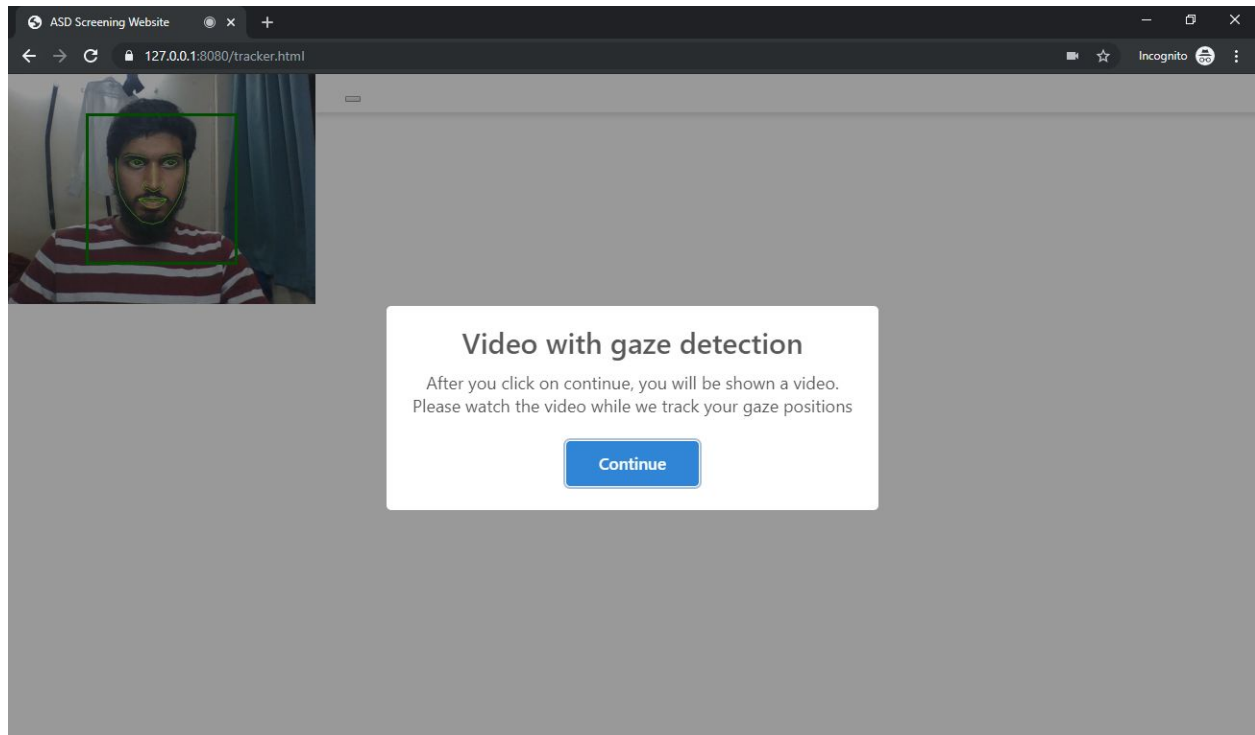 ASD Screening Website
127.0.0.1:8080/tracker.html
Incognito
Video with gaze detection
After you click on continue, you will be shown a video.
Please watch the video while we track your gaze positions
Continue